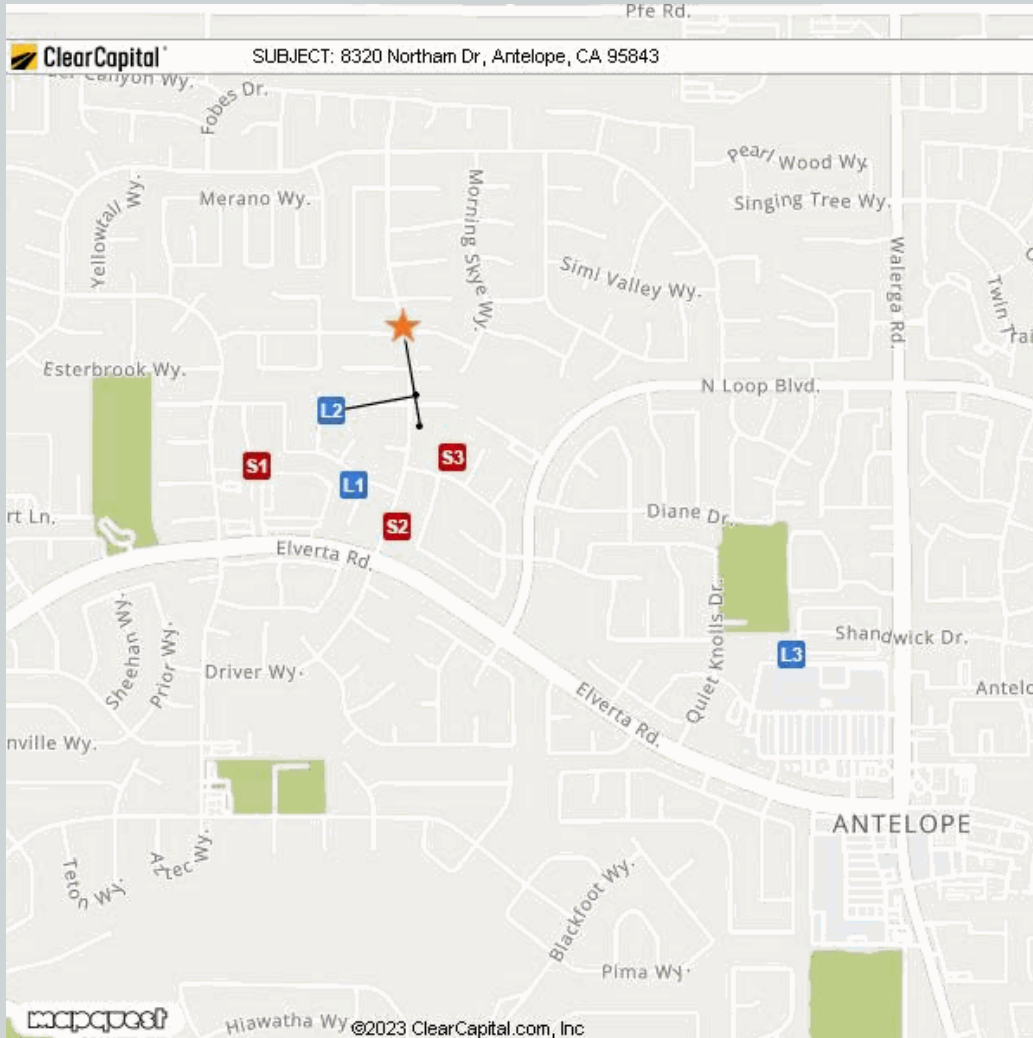 Pfe Rd.
ClearCapital
SUBJECT: 8320 Northam Dr, Antelope, CA 95843
Canyon Wy.
Fobes Dr.
Pearl Wood Wy.
Merano Wy.
Singing Tree Wy.
Yellowtail Wy.
Morning Skye Wy.
Simi Valley Wy.
Walerga Rd.
Twin
Esterbrook Wy.
N Loop Blvd.
L2
S1
S3
L1
S2
rt Ln.
Diane Dr.
Elverta Rd.
Sheehan Wy.
Prior Wy.
Quiet Knolls Dr.
Shandwick Dr.
L3
Driver Wy.
Antelo
Elverta Rd.
nville Wy.
ANTELOPE
Aztec Wy.
Teton Wy.
Blackfoot Wy.
Pima Wy.
mapquest
Hiawatha Wy
©2023 ClearCapital.com, Inc